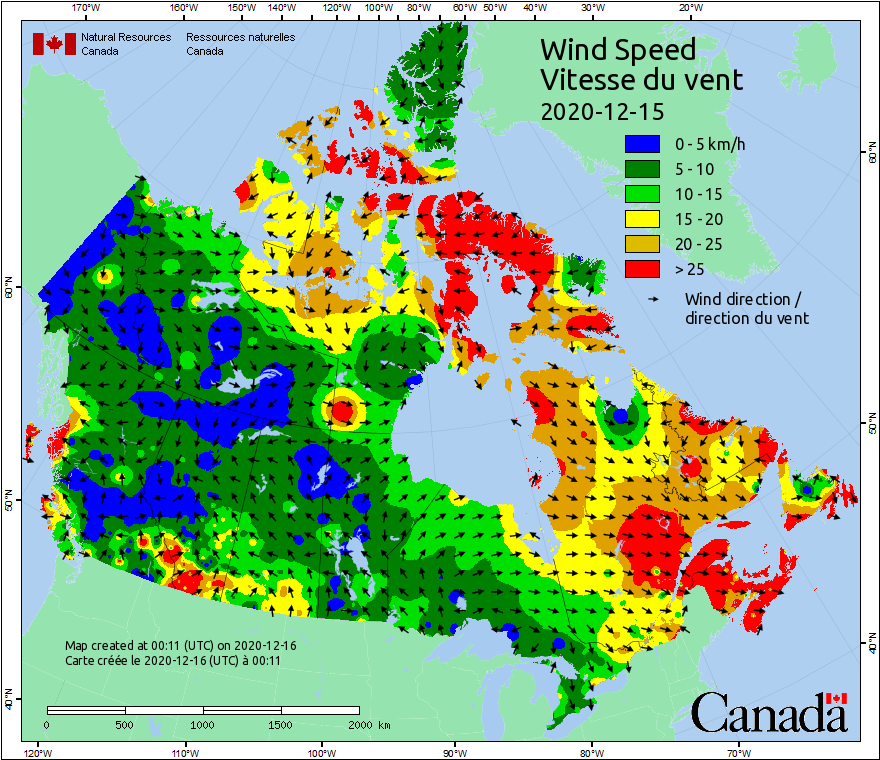 170°W 160°W 150°W 140°W 130°W 120°W 110°W 100°W 90°W 80°W 60°W 50°W 40°W 30°W 20°W
Natural Resources Ressources naturelles
Canada Canada
Wind Speed
Vitesse du vent
2020-12-15
0 - 5 km/h
5 - 10
10 - 15
15 - 20
20 - 25
> 25
Wind direction /
direction du vent
60°N
60°N
50°N
50°N
40°N
40°N
Map created at 00:11 (UTC) on 2020-12-16
Carte créée le 2020-12-16 (UTC) à 00:11
0 500 1000 1500 2000 km
Canada
120°W 110°W 100°W 90°W 80°W 70°W